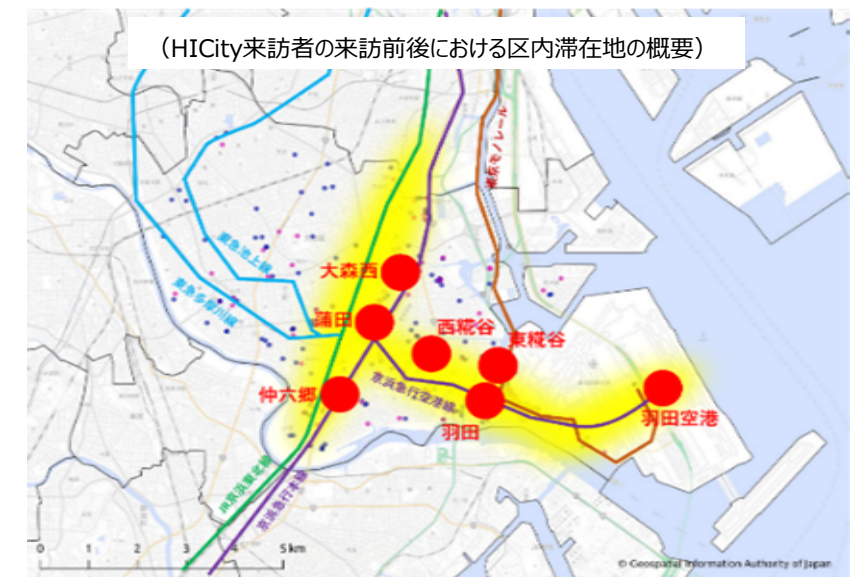 （HICity来訪者の来訪前後における区内滞在地の概要）
東京モノレール
東急池上線
東急多摩川線
大森西
蒲田
西糀谷
東糀谷
仲六郷
京浜急行空港線
羽田
羽田空港
JR京浜東北線
京浜急行本線
0 1 2 3 4 5 km
© Geospatial Information Authority of Japan